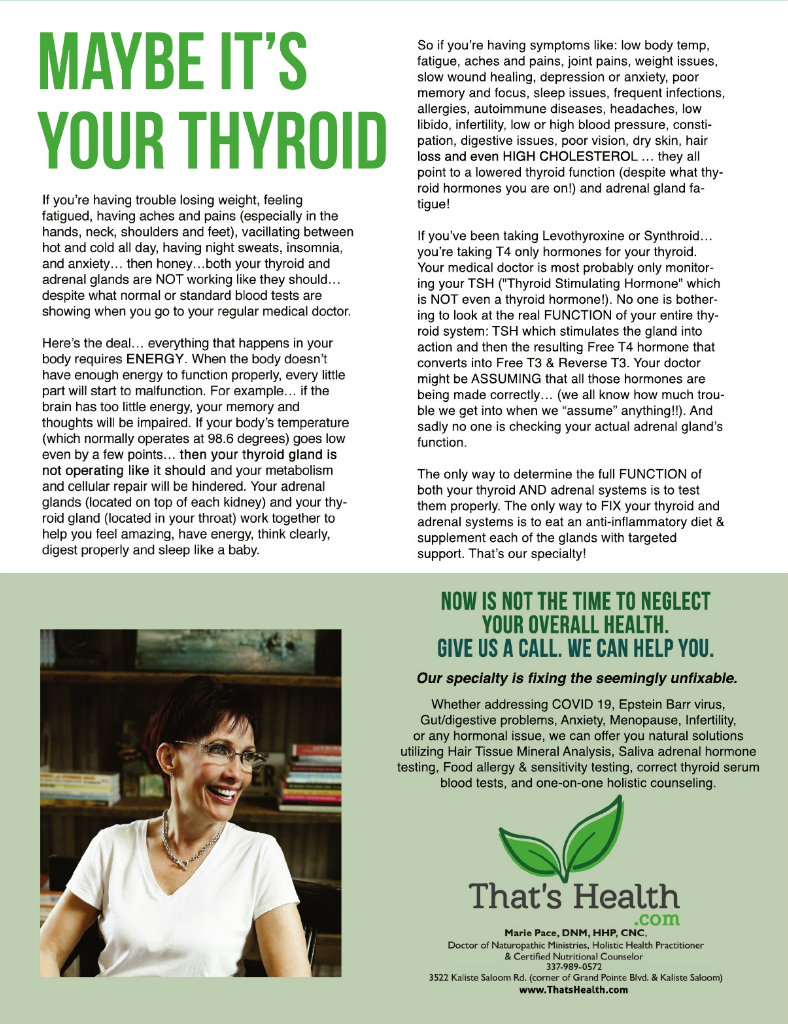 MAYBE IT'S
YOUR THYROID
If you're having trouble losing weight, feeling
fatigued, having aches and pains (especially in the
hands, neck, shoulders and feet), vacillating between
hot and cold all day, having night sweats, insomnia,
and anxiety… then honey…both your thyroid and
adrenal glands are NOT working like they should…
despite what normal or standard blood tests are
showing when you go to your regular medical doctor.
Here's the deal… everything that happens in your
body requires ENERGY. When the body doesn't
have enough energy to function properly, every little
part will start to malfunction. For example… if the
brain has too little energy, your memory and
thoughts will be impaired. If your body's temperature
(which normally operates at 98.6 degrees) goes low
even by a few points… then your thyroid gland is
not operating like it should and your metabolism
and cellular repair will be hindered. Your adrenal
glands (located on top of each kidney) and your thy-
roid gland (located in your throat) work together to
help you feel amazing, have energy, think clearly,
digest properly and sleep like a baby.
So if you're having symptoms like: low body temp,
fatigue, aches and pains, joint pains, weight issues,
slow wound healing, depression or anxiety, poor
memory and focus, sleep issues, frequent infections,
allergies, autoimmune diseases, headaches, low
libido, infertility, low or high blood pressure, consti-
pation, digestive issues, poor vision, dry skin, hair
loss and even HIGH CHOLESTEROL … they all
point to a lowered thyroid function (despite what thy-
roid hormones you are on!) and adrenal gland fa-
tigue!
If you've been taking Levothyroxine or Synthroid…
you're taking T4 only hormones for your thyroid.
Your medical doctor is most probably only monitor-
ing your TSH ("Thyroid Stimulating Hormone" which
is NOT even a thyroid hormone!). No one is bother-
ing to look at the real FUNCTION of your entire thy-
roid system: TSH which stimulates the gland into
action and then the resulting Free T4 hormone that
converts into Free T3 & Reverse T3. Your doctor
might be ASSUMING that all those hormones are
being made correctly… (we all know how much trou-
ble we get into when we “assume” anything!!). And
sadly no one is checking your actual adrenal gland's
function.
The only way to determine the full FUNCTION of
both your thyroid AND adrenal systems is to test
them properly. The only way to FIX your thyroid and
adrenal systems is to eat an anti-inflammatory diet &
supplement each of the glands with targeted
support. That's our specialty!
NOW IS NOT THE TIME TO NEGLECT
YOUR OVERALL HEALTH.
GIVE US A CALL. WE CAN HELP YOU.
Our specialty is fixing the seemingly unfixable.
Whether addressing COVID 19, Epstein Barr virus,
Gut/digestive problems, Anxiety, Menopause, Infertility,
or any hormonal issue, we can offer you natural solutions
utilizing Hair Tissue Mineral Analysis, Saliva adrenal hormone
testing, Food allergy & sensitivity testing, correct thyroid serum
blood tests, and one-on-one holistic counseling.
That's Health
.com
Marie Pace, DNM, HHP, CNC,
Doctor of Naturopathic Ministries, Holistic Health Practitioner
& Certified Nutritional Counselor
337-989-0572
3522 Kaliste Saloom Rd. (corner of Grand Pointe Blvd. & Kaliste Saloom)
www.ThatsHealth.com